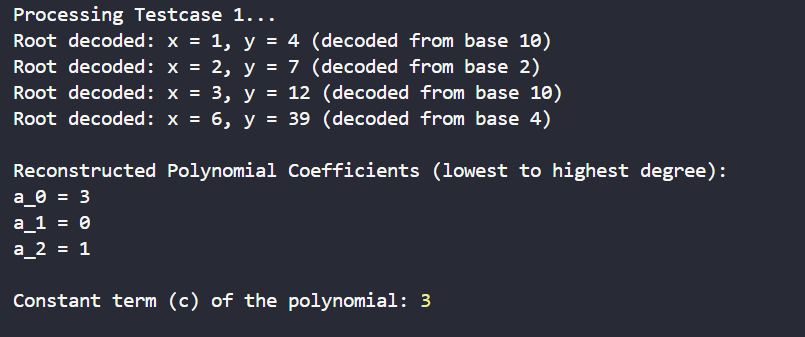 Processing Testcase 1...
Root decoded: x = 1, y = 4 (decoded from base 10)
Root decoded: x = 2, y = 7 (decoded from base 2)
Root decoded: x = 3, y = 12 (decoded from base 10)
Root decoded: x = 6, y = 39 (decoded from base 4)
Reconstructed Polynomial Coefficients (lowest to highest degree):
a_0 = 3
a_1 = 0
a_2 = 1
Constant term (c) of the polynomial: 3